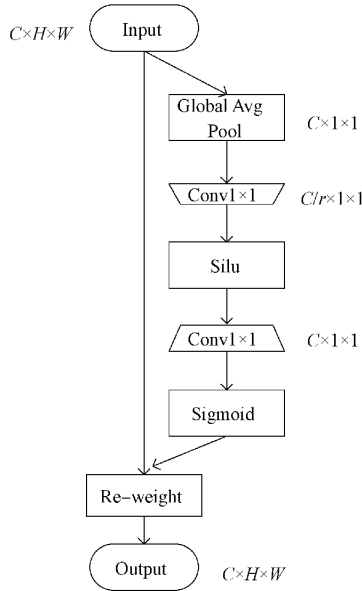 Input
C×H×W
Global Avg
Pool
C×1×1
Conv1×1
C/r×1×1
Silu
Conv1×1
C×1×1
Sigmoid
Re-weight
Output
C×H×W